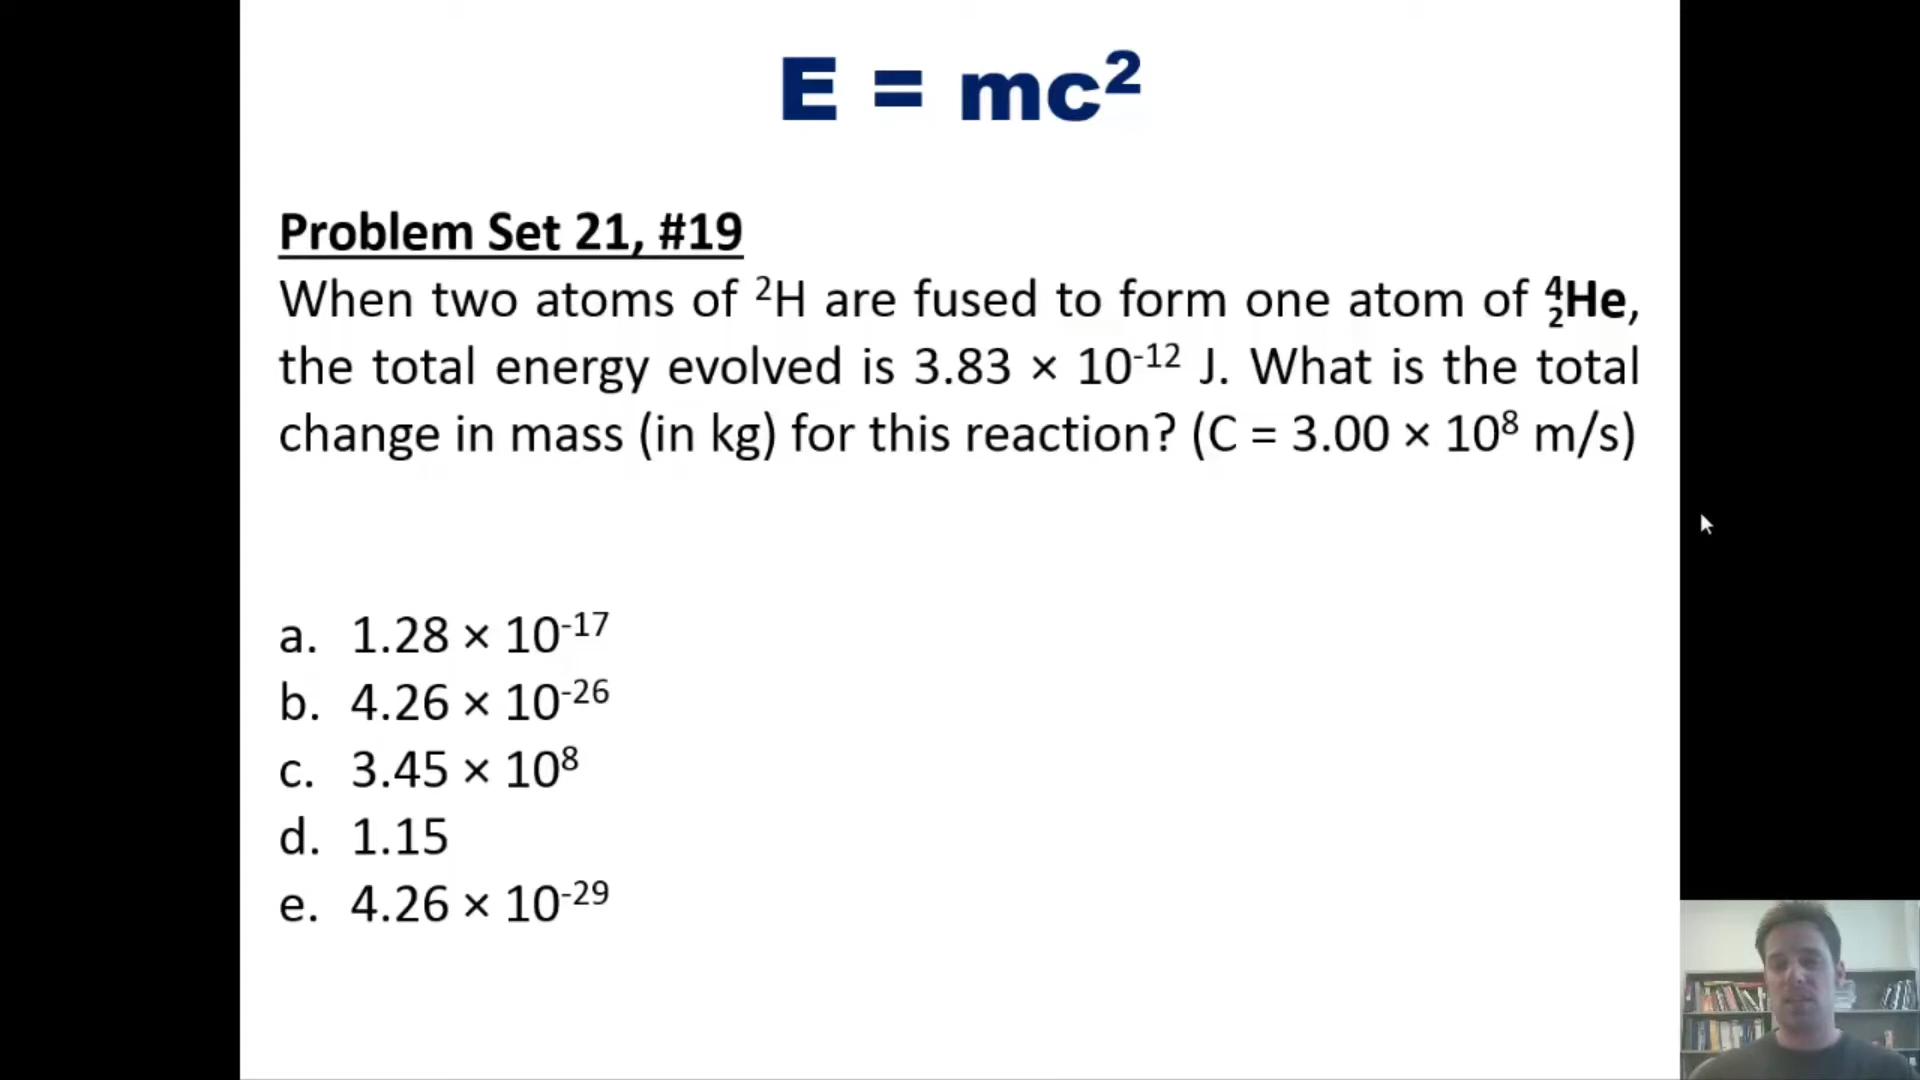 E = mc²
Problem Set 21, #19
When two atoms of ²H are fused to form one atom of ⁴₂He,
the total energy evolved is 3.83 × 10⁻¹² J. What is the total
change in mass (in kg) for this reaction? (C = 3.00 × 10⁸ m/s)
a. 1.28 × 10⁻¹⁷
b. 4.26 × 10⁻²⁶
c. 3.45 × 10⁸
d. 1.15
e. 4.26 × 10⁻²⁹